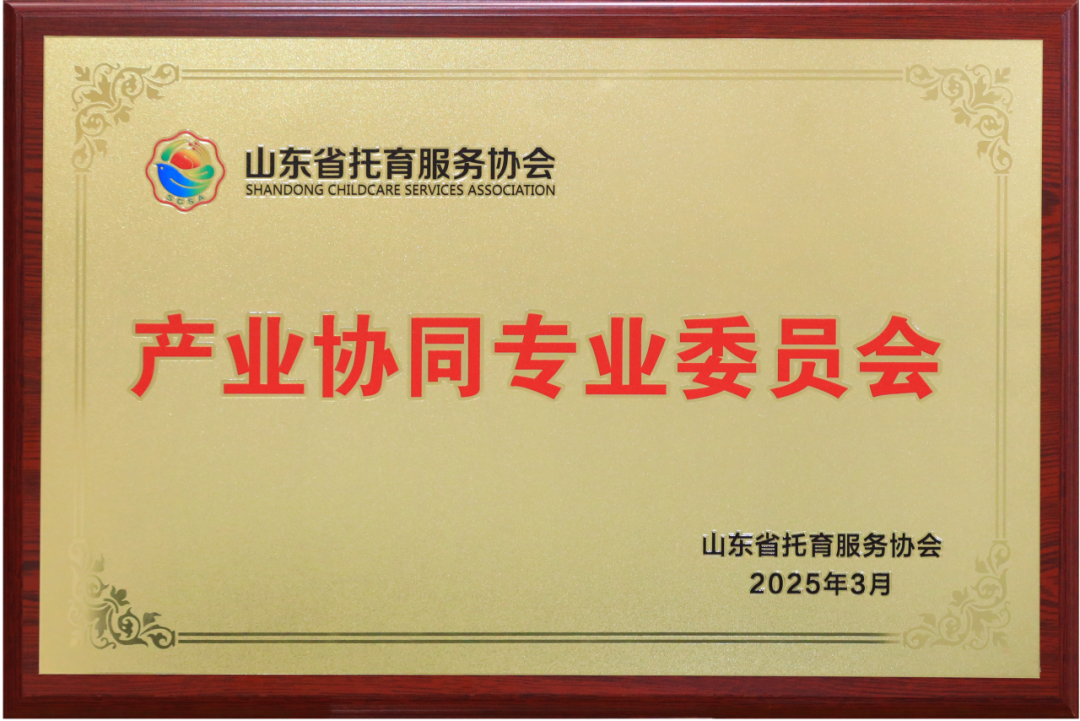 山东省托育服务协会
SHANDONG CHILDCARE SERVICES ASSOCIATION
SCSA
产业协同专业委员会
山东省托育服务协会
2025年3月